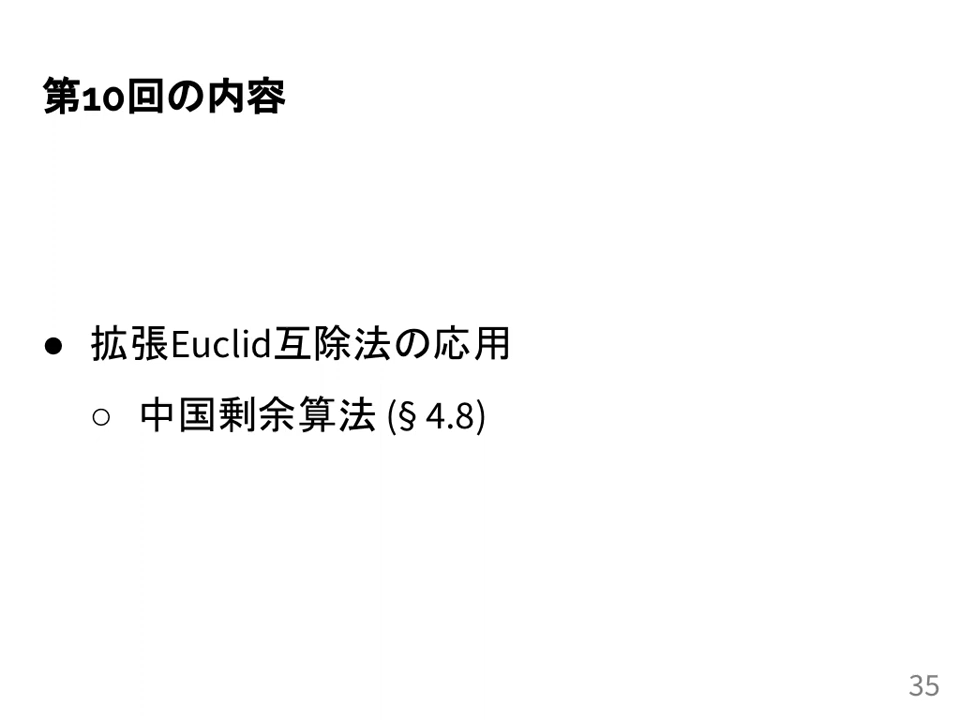 第10回の内容
● 拡張Euclid互除法の応用
○ 中国剰余算法 (§ 4.8)
35